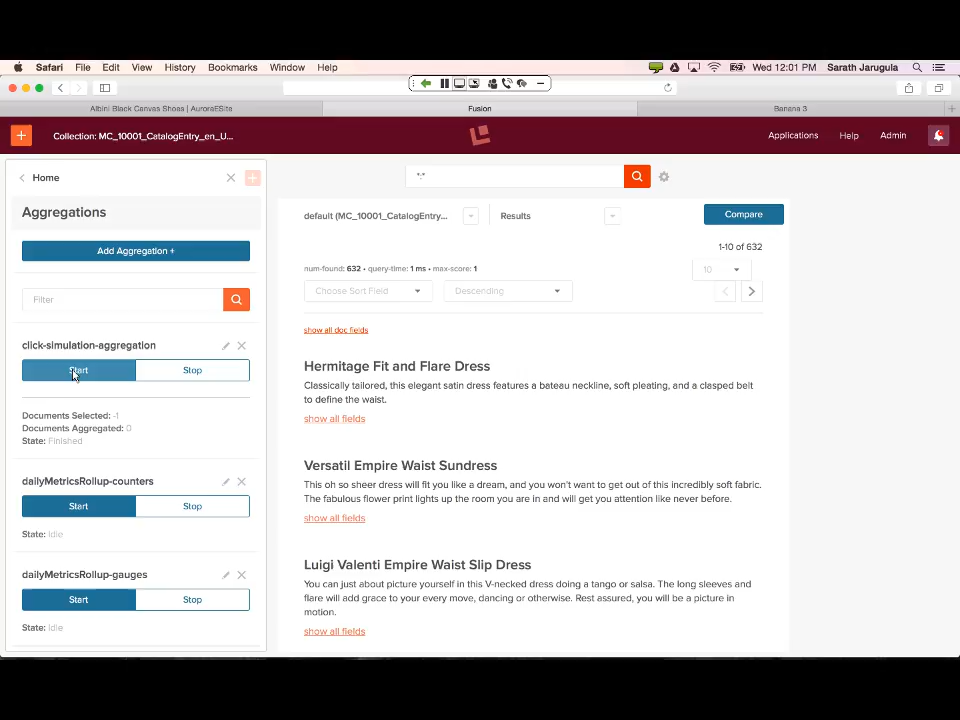 Safari File Edit View History Bookmarks Window Help
Wed 12:01 PM Sarath Jarugula
Albini Black Canvas Shoes | AuroraESite
Fusion
Banana 3
+
Collection: MC_10001_CatalogEntry_en_U...
Applications Help Admin
Home
Aggregations
Add Aggregation +
Filter
click-simulation-aggregation
Start Stop
Documents Selected: -1
Documents Aggregated: 0
State: Finished
dailyMetricsRollup-counters
Start Stop
State: Idle
dailyMetricsRollup-gauges
Start Stop
State: Idle
*:*
default (MC_10001_CatalogEntry...
Results
Compare
1-10 of 632
num-found: 632 • query-time: 1 ms • max-score: 1
10
Choose Sort Field
Descending
show all doc fields
Hermitage Fit and Flare Dress
Classically tailored, this elegant satin dress features a bateau neckline, soft pleating, and a clasped belt
to define the waist.
show all fields
Versatil Empire Waist Sundress
This oh so sheer dress will fit you like a dream, and you won't want to get out of this incredibly soft fabric.
The fabulous flower print lights up the room you are in and will get you attention like never before.
show all fields
Luigi Valenti Empire Waist Slip Dress
You can just about picture yourself in this V-necked dress doing a tango or salsa. The long sleeves and
flare will add grace to your every move, dancing or otherwise. Rest assured, you will be a picture in
motion.
show all fields